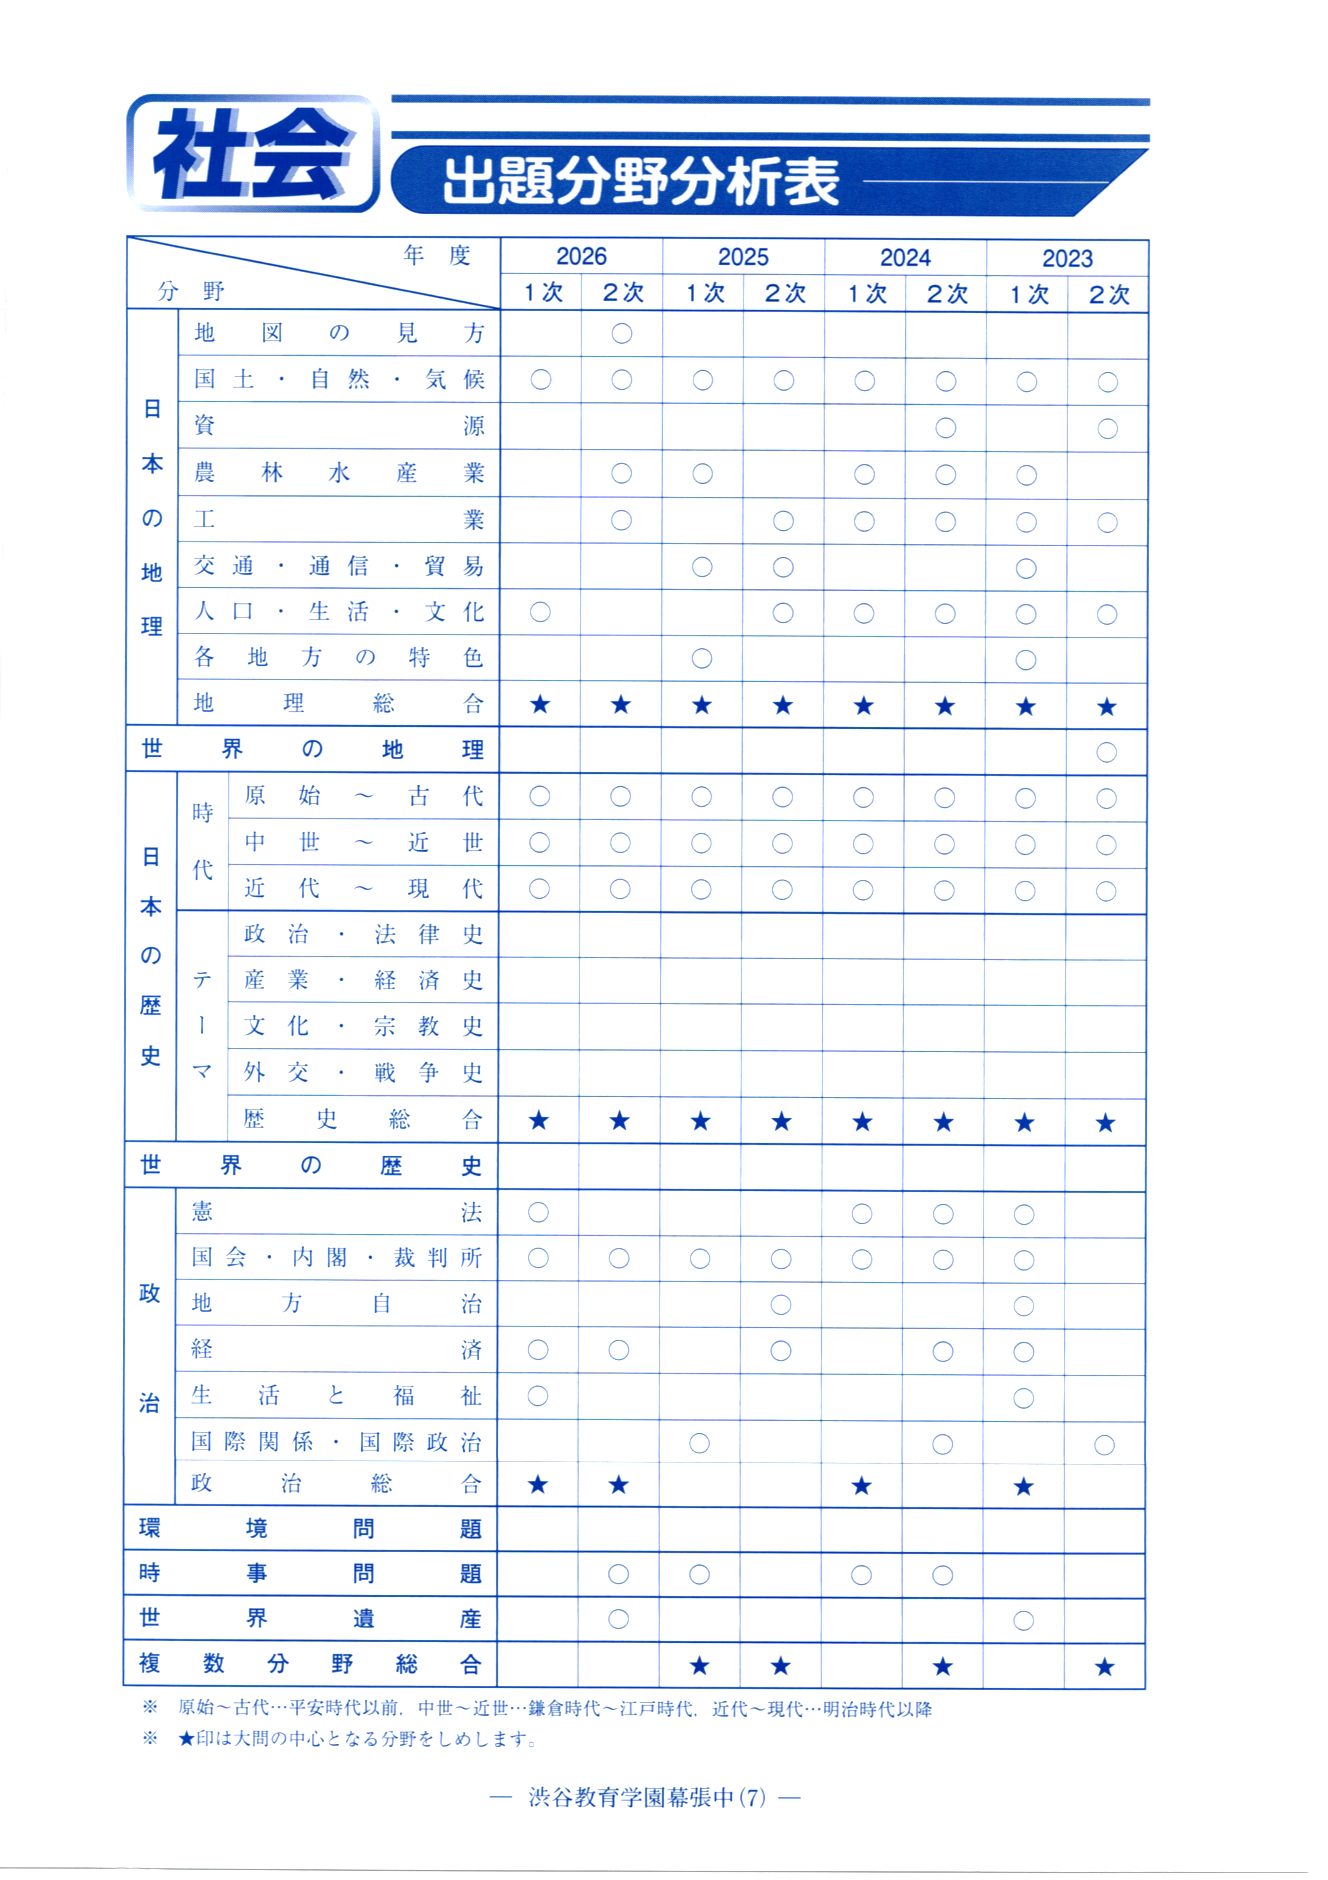 社会
出題分野分析表
年度 2026 2025 2024 2023
分野 1次 2次 1次 2次 1次 2次 1次 2次
日本の地理
地図の見方 ○
国土・自然・気候 ○ ○ ○ ○ ○ ○ ○ ○
資源 ○ ○
農林水産業 ○ ○ ○ ○ ○
工業 ○ ○ ○ ○ ○ ○
交通・通信・貿易 ○ ○ ○
人口・生活・文化 ○ ○ ○ ○ ○ ○
各地方の特色 ○ ○
地理総合 ★ ★ ★ ★ ★ ★ ★ ★
世界の地理 ○
日本の歴史
時代
原始～古代 ○ ○ ○ ○ ○ ○ ○ ○
中世～近世 ○ ○ ○ ○ ○ ○ ○ ○
近代～現代 ○ ○ ○ ○ ○ ○ ○ ○
テーマ
政治・法律史
産業・経済史
文化・宗教史
外交・戦争史
歴史総合 ★ ★ ★ ★ ★ ★ ★ ★
世界の歴史
政治
憲法 ○ ○ ○ ○
国会・内閣・裁判所 ○ ○ ○ ○ ○ ○ ○
地方自治 ○ ○
経済 ○ ○ ○ ○ ○
生活と福祉 ○ ○
国際関係・国際政治 ○ ○ ○
政治総合 ★ ★ ★ ★
環境問題
時事問題 ○ ○ ○ ○
世界遺産 ○ ○
複数分野総合 ★ ★ ★ ★
※ 原始～古代…平安時代以前，中世～近世…鎌倉時代～江戸時代，近代～現代…明治時代以降
※ ★印は大問の中心となる分野をしめします。
― 渋谷教育学園幕張中(7) ―